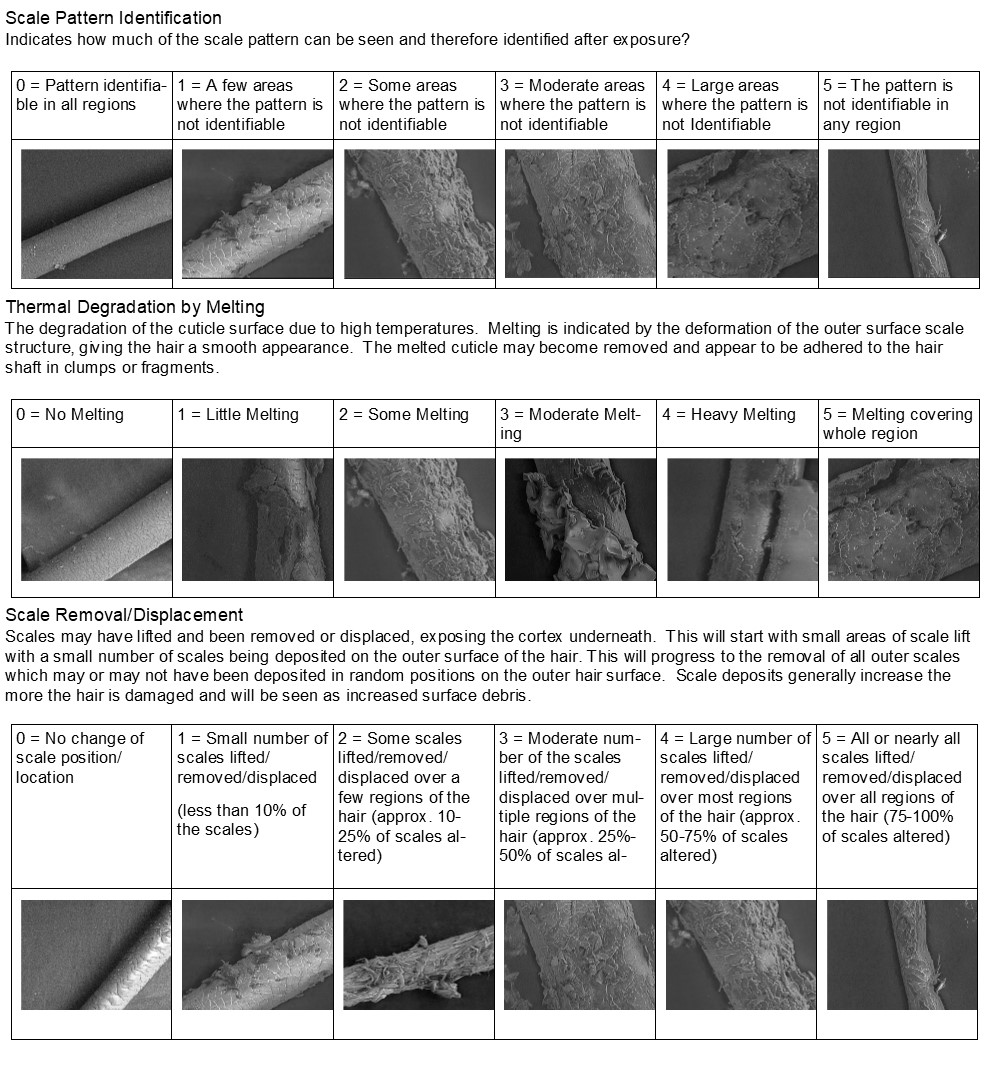 Scale Pattern Identification
Indicates how much of the scale pattern can be seen and therefore identified after exposure?
0 = Pattern identifia-
ble in all regions
1 = A few areas
where the pattern is
not identifiable
2 = Some areas
where the pattern is
not identifiable
3 = Moderate areas
where the pattern is
not identifiable
4 = Large areas
where the pattern is
not Identifiable
5 = The pattern is
not identifiable in
any region
Thermal Degradation by Melting
The degradation of the cuticle surface due to high temperatures. Melting is indicated by the deformation of the outer surface scale
structure, giving the hair a smooth appearance. The melted cuticle may become removed and appear to be adhered to the hair
shaft in clumps or fragments.
0 = No Melting
1 = Little Melting
2 = Some Melting
3 = Moderate Melt-
ing
4 = Heavy Melting
5 = Melting covering
whole region
Scale Removal/Displacement
Scales may have lifted and been removed or displaced, exposing the cortex underneath. This will start with small areas of scale lift
with a small number of scales being deposited on the outer surface of the hair. This will progress to the removal of all outer scales
which may or may not have been deposited in random positions on the outer hair surface. Scale deposits generally increase the
more the hair is damaged and will be seen as increased surface debris.
0 = No change of
scale position/
location
1 = Small number of
scales lifted/
removed/displaced
(less than 10% of
the scales)
2 = Some scales
lifted/removed/
displaced over a
few regions of the
hair (approx. 10-
25% of scales al-
tered)
3 = Moderate num-
ber of the scales
lifted/removed/
displaced over mul-
tiple regions of the
hair (approx. 25%-
50% of scales al-
4 = Large number of
scales lifted/
removed/displaced
over most regions
of the hair (approx.
50-75% of scales
altered)
5 = All or nearly all
scales lifted/
removed/displaced
over all regions of
the hair (75-100%
of scales altered)